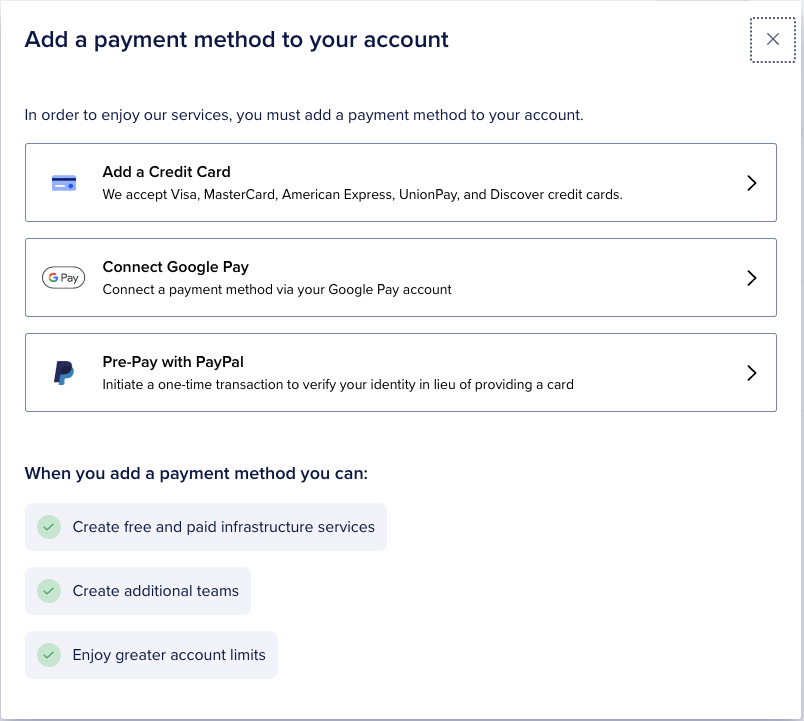 Add a payment method to your account
In order to enjoy our services, you must add a payment method to your account.
Add a Credit Card
We accept Visa, MasterCard, American Express, UnionPay, and Discover credit cards.
G Pay
Connect Google Pay
Connect a payment method via your Google Pay account
Pre-Pay with PayPal
Initiate a one-time transaction to verify your identity in lieu of providing a card
When you add a payment method you can:
Create free and paid infrastructure services
Create additional teams
Enjoy greater account limits